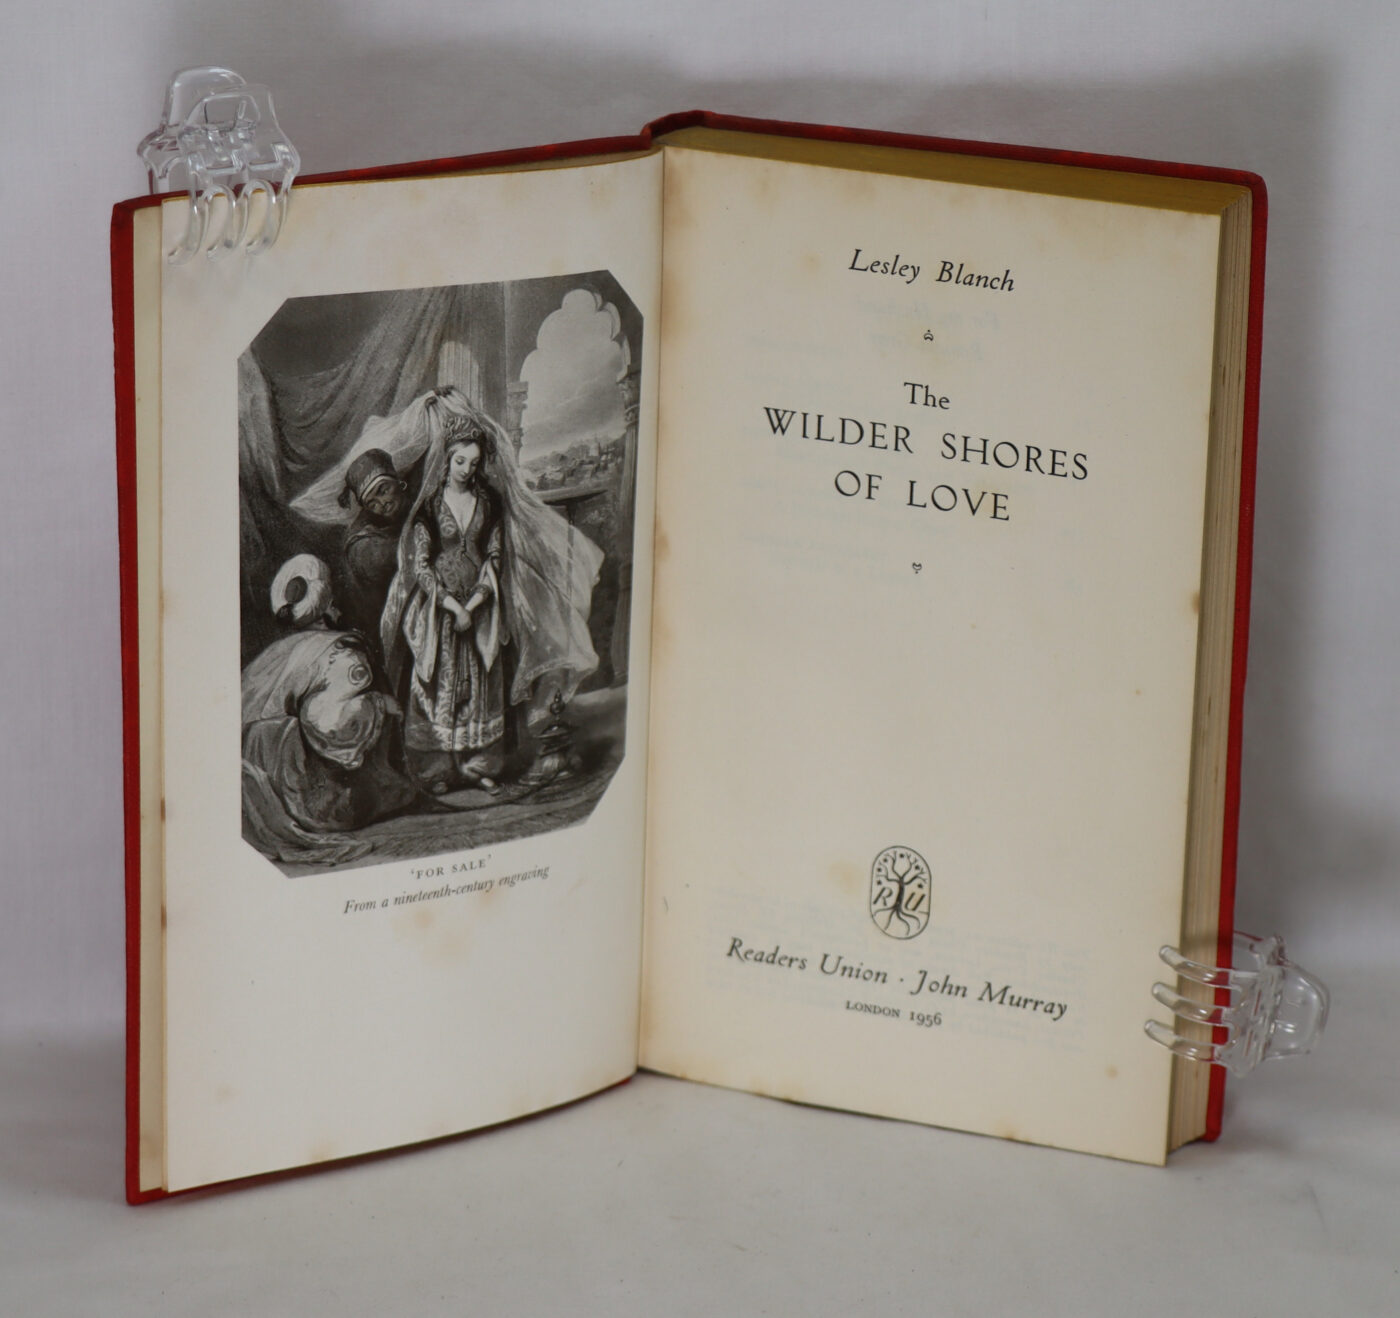 'FOR SALE'
From a nineteenth-century engraving
Lesley Blanch
The
WILDER SHORES
OF LOVE
R U
Readers Union · John Murray
LONDON 1956